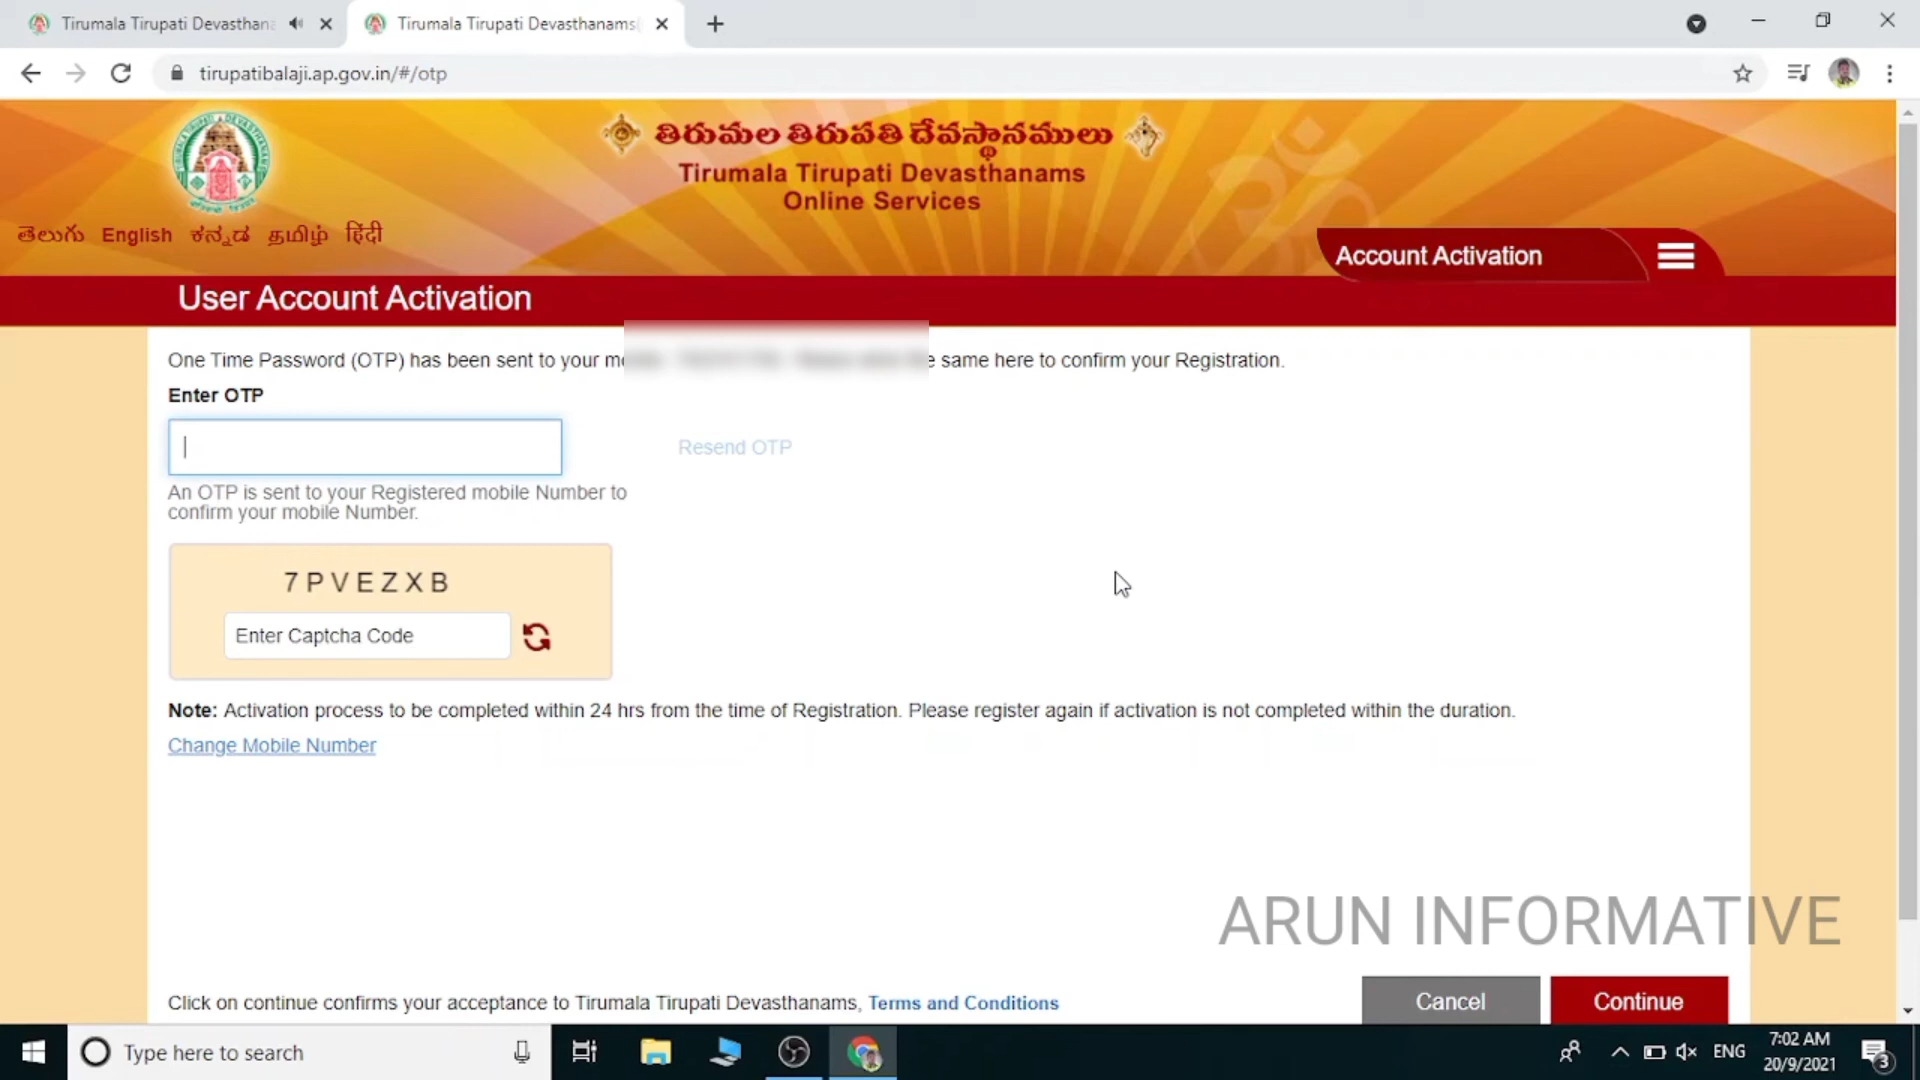 Tirumala Tirupati Devasthan
Tirumala Tirupati Devasthanams
tirupatibalaji.ap.gov.in/#/otp
తిరుమల తిరుపతి దేవస్థానములు
Tirumala Tirupati Devasthanams
Online Services
తెలుగు English ಕನ್ನಡ தமிழ் हिंदी
Account Activation
User Account Activation
One Time Password (OTP) has been sent to your same here to confirm your Registration.
Enter OTP
Resend OTP
An OTP is sent to your Registered mobile Number to
confirm your mobile Number.
7PVEZXB
Enter Captcha Code
Note: Activation process to be completed within 24 hrs from the time of Registration. Please register again if activation is not completed within the duration.
Change Mobile Number
ARUN INFORMATIVE
Click on continue confirms your acceptance to Tirumala Tirupati Devasthanams, Terms and Conditions
Cancel
Continue
Type here to search
ENG
7:02 AM
20/9/2021
3